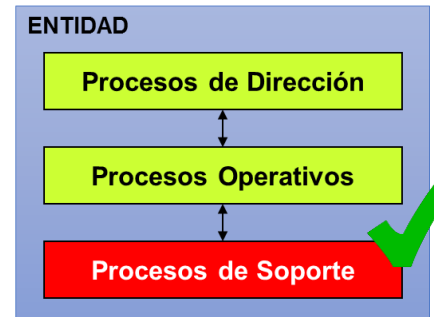 ENTIDAD
Procesos de Dirección
Procesos Operativos
Procesos de Soporte